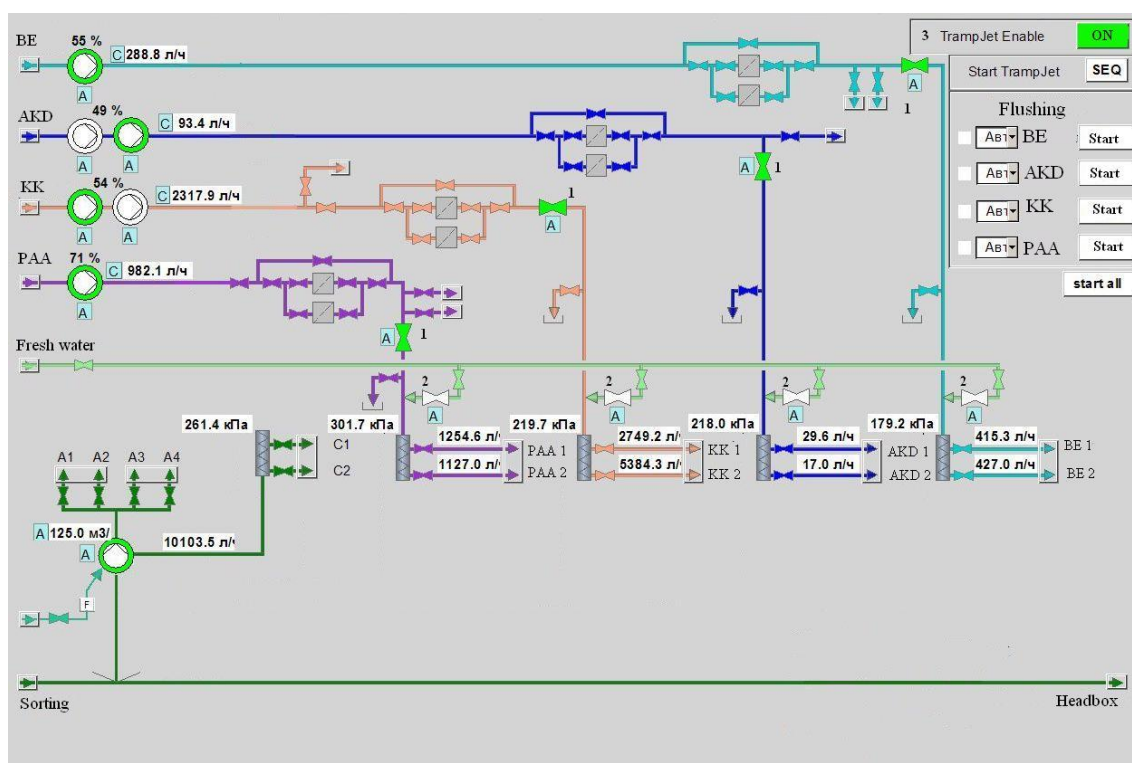 BE
55 %
C 288.8 л/ч
A
3 TrampJet Enable ON
Start TrampJet SEQ
A
1
Flushing
Авт BE Start
Авт AKD Start
Авт KK Start
Авт PAA Start
start all
AKD
49 %
C 93.4 л/ч
A A
A 1
KK
54 %
C 2317.9 л/ч
A A
1
A
PAA
71 %
C 982.1 л/ч
A
A 1
Fresh water
2 2 2 2
A A A A
261.4 кПа 301.7 кПа 219.7 кПа 218.0 кПа 179.2 кПа
C1
C2
1254.6 л/ч PAA 1
1127.0 л/ч PAA 2
2749.2 л/ч KK 1
5384.3 л/ч KK 2
29.6 л/ч AKD 1
17.0 л/ч AKD 2
415.3 л/ч BE 1
427.0 л/ч BE 2
A1 A2 A3 A4
A 125.0 м3/
A
10103.5 л/ч
F
Sorting
Headbox